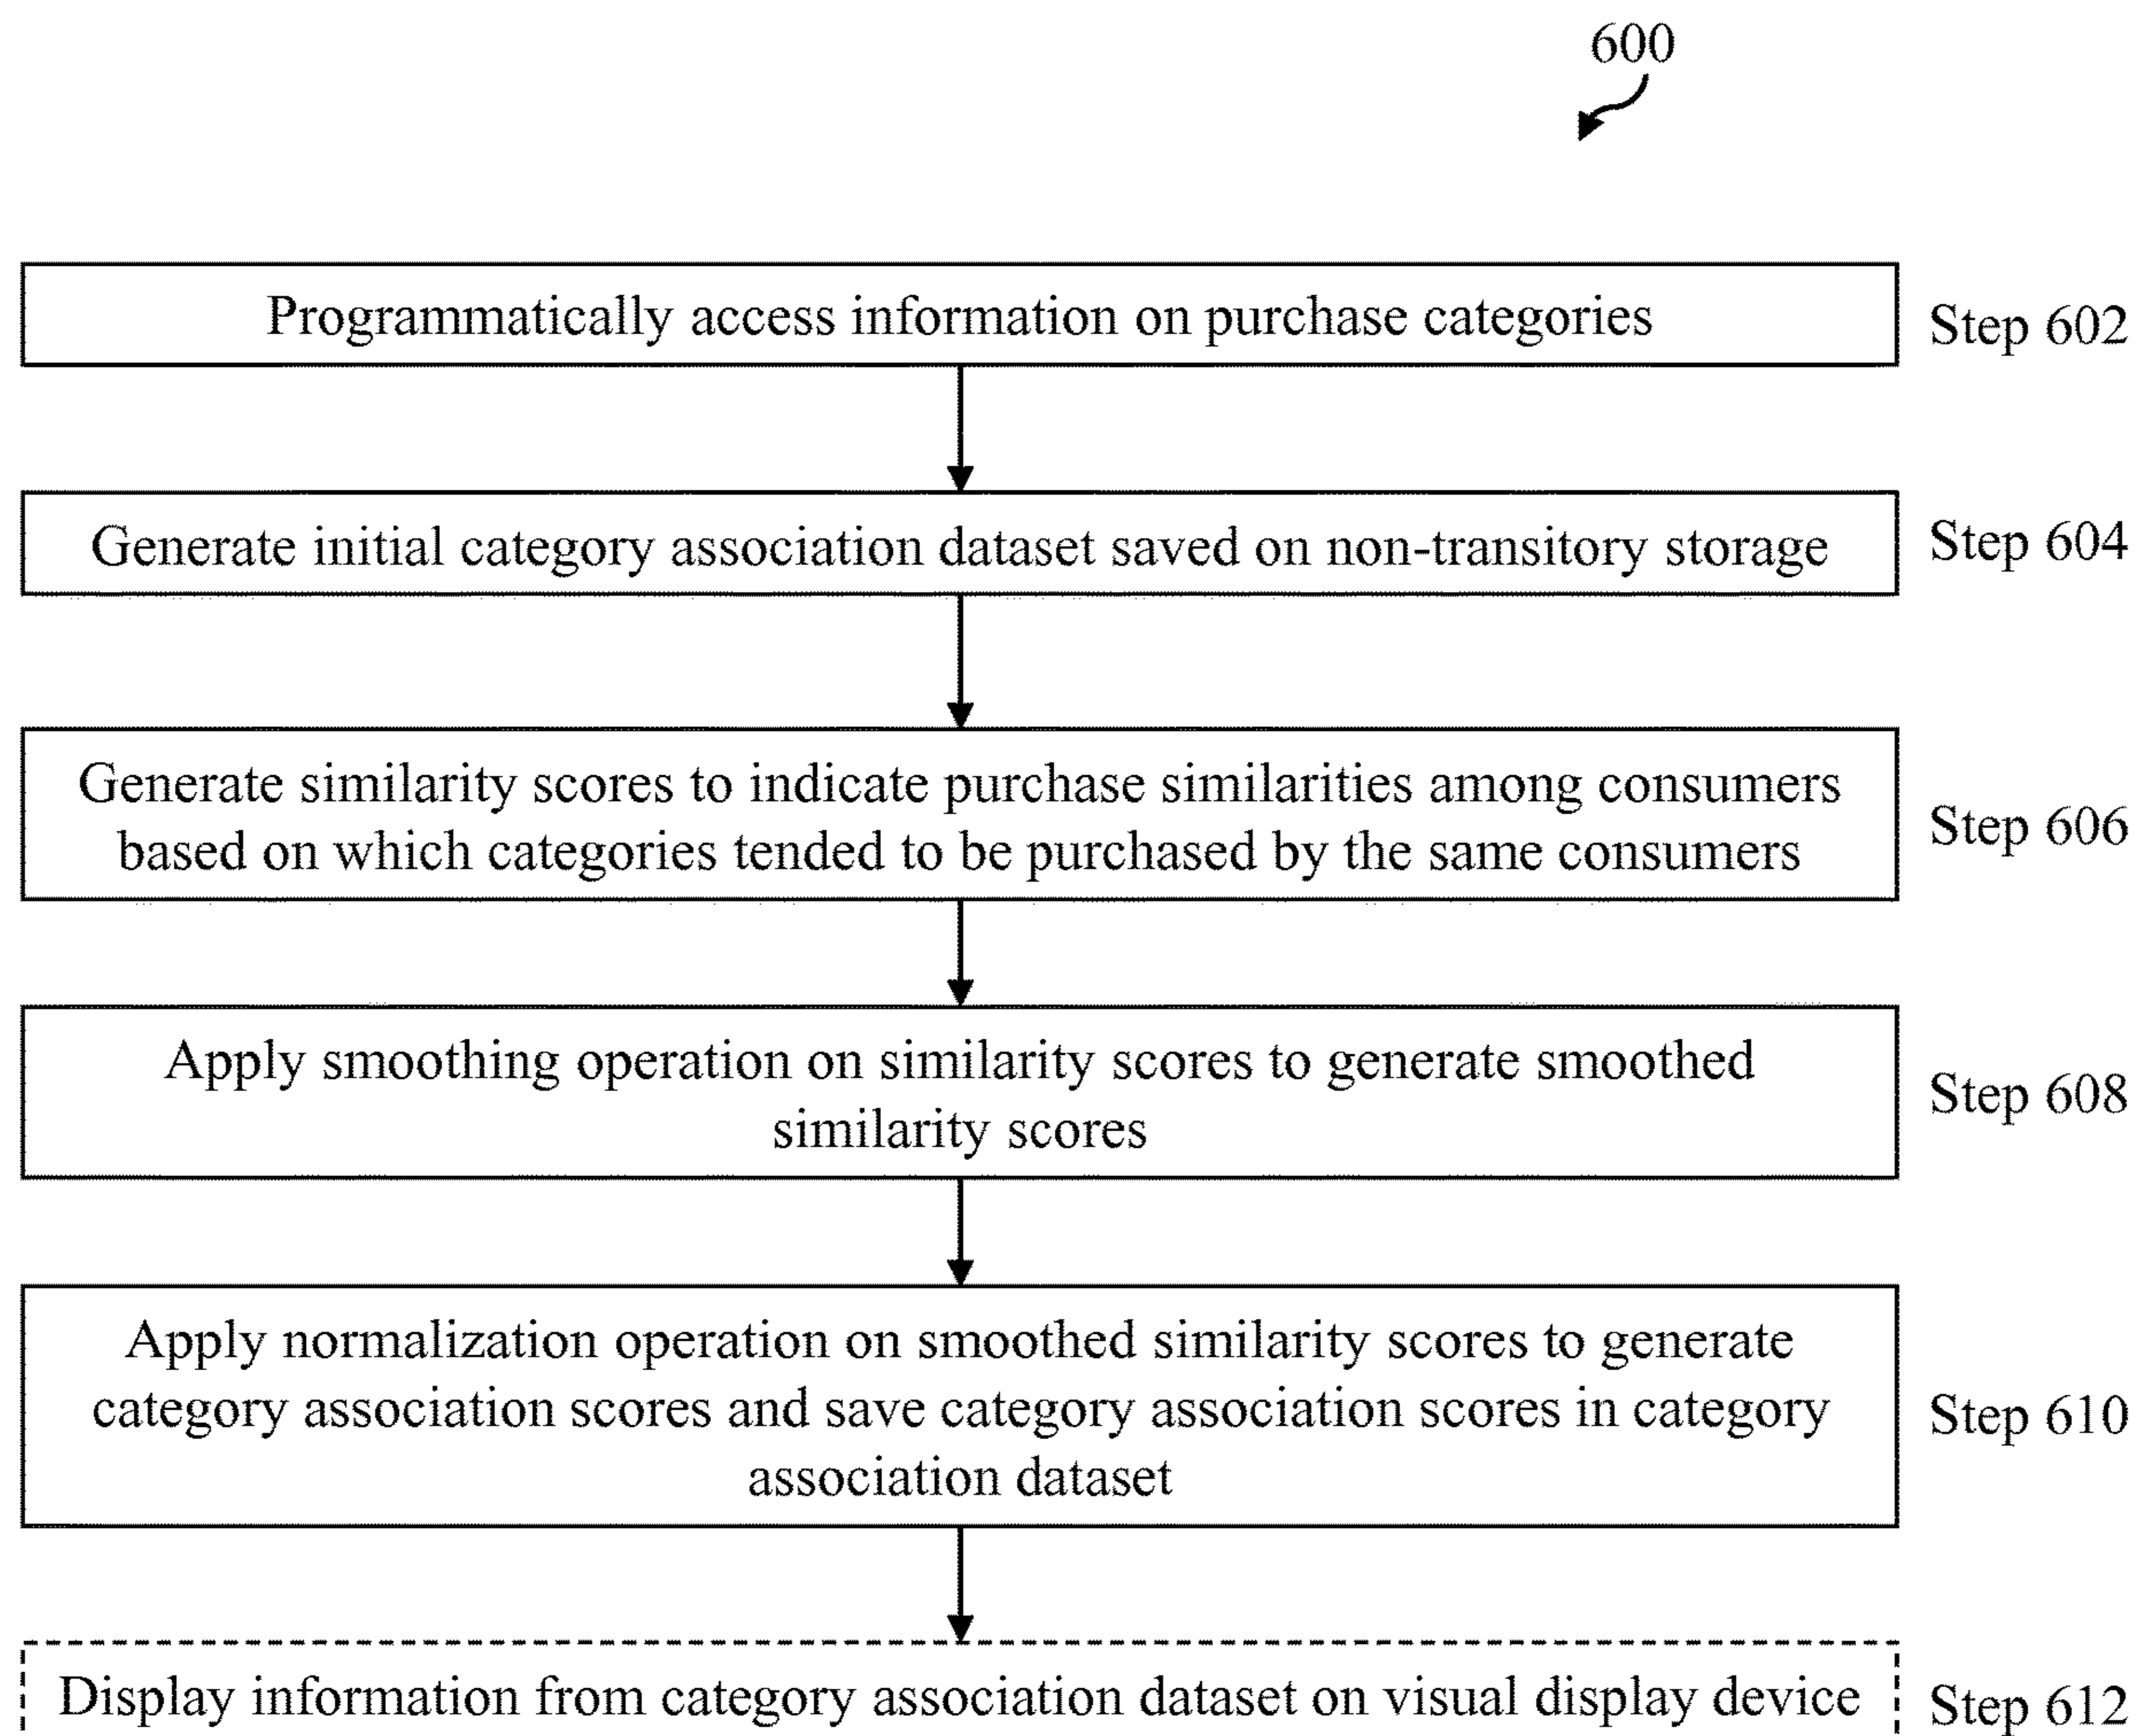 600
Programmatically access information on purchase categories
Step 602
Generate initial category association dataset saved on non-transitory storage
Step 604
Generate similarity scores to indicate purchase similarities among consumers
based on which categories tended to be purchased by the same consumers
Step 606
Apply smoothing operation on similarity scores to generate smoothed
similarity scores
Step 608
Apply normalization operation on smoothed similarity scores to generate
category association scores and save category association scores in category
association dataset
Step 610
Display information from category association dataset on visual display device
Step 612